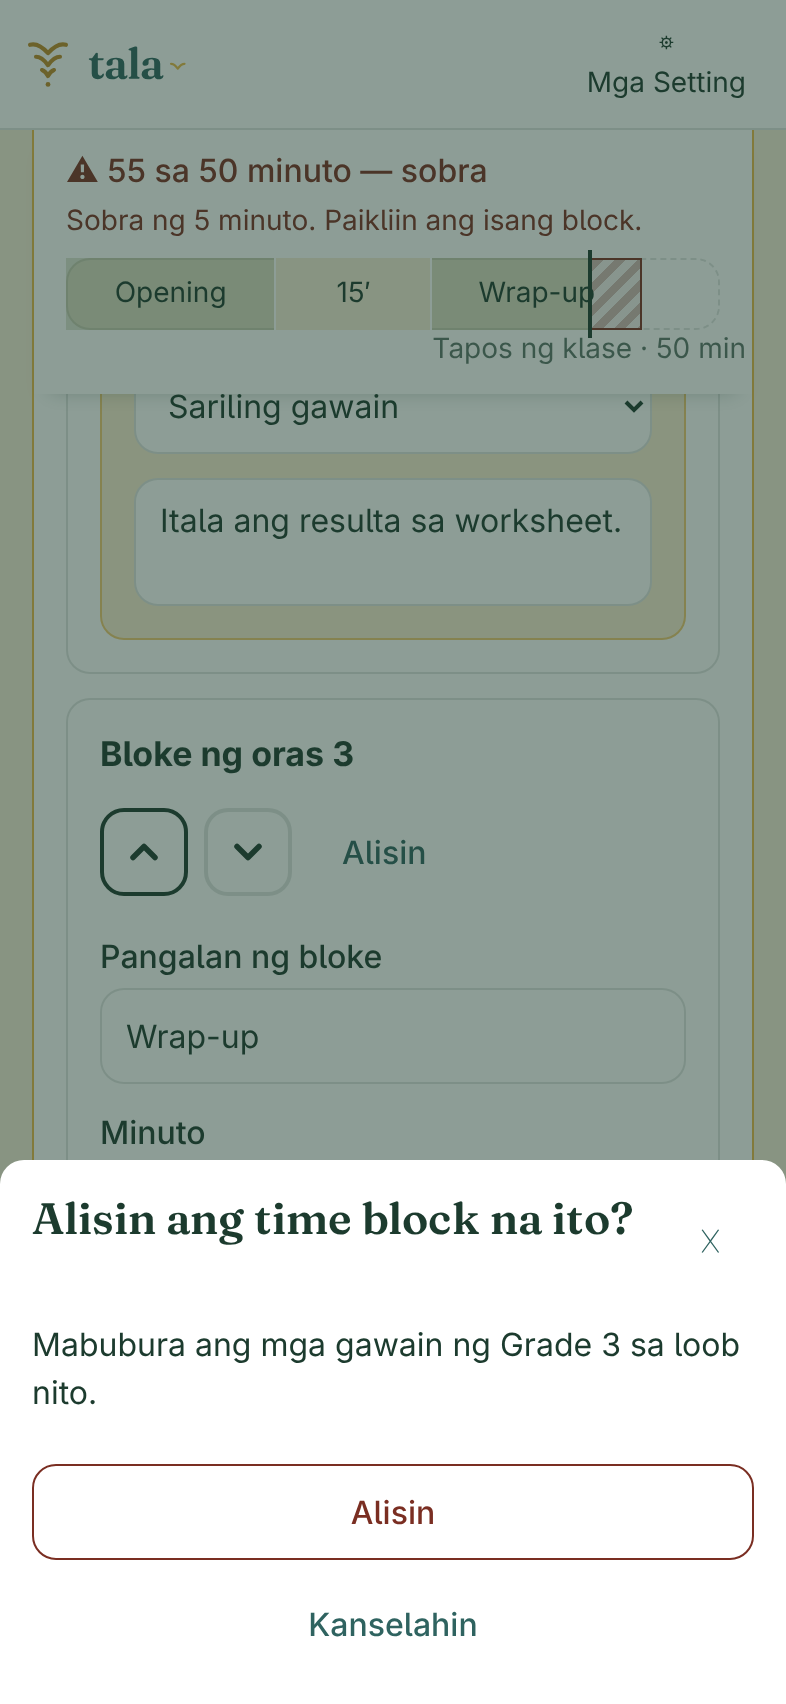 tala
Mga Setting
55 sa 50 minuto — sobra
Sobra ng 5 minuto. Paikliin ang isang block.
Opening
15′
Wrap-up
Tapos ng klase · 50 min
Sariling gawain
Itala ang resulta sa worksheet.
Bloke ng oras 3
Alisin
Pangalan ng bloke
Wrap-up
Minuto
Alisin ang time block na ito?
X
Mabubura ang mga gawain ng Grade 3 sa loob
nito.
Alisin
Kanselahin